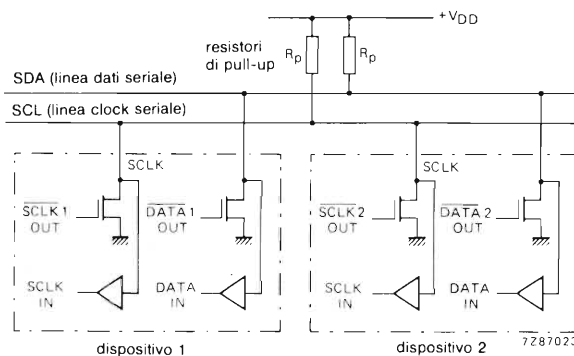 +VDD
resistori
di pull-up
Rp
Rp
SDA (linea dati seriale)
SCL (linea clock seriale)
SCLK
SCLK
SCLK1
OUT
DATA1
OUT
SCLK2
OUT
DATA2
OUT
SCLK
IN
DATA
IN
SCLK
IN
DATA
IN
dispositivo 1
dispositivo 2
7Z87023